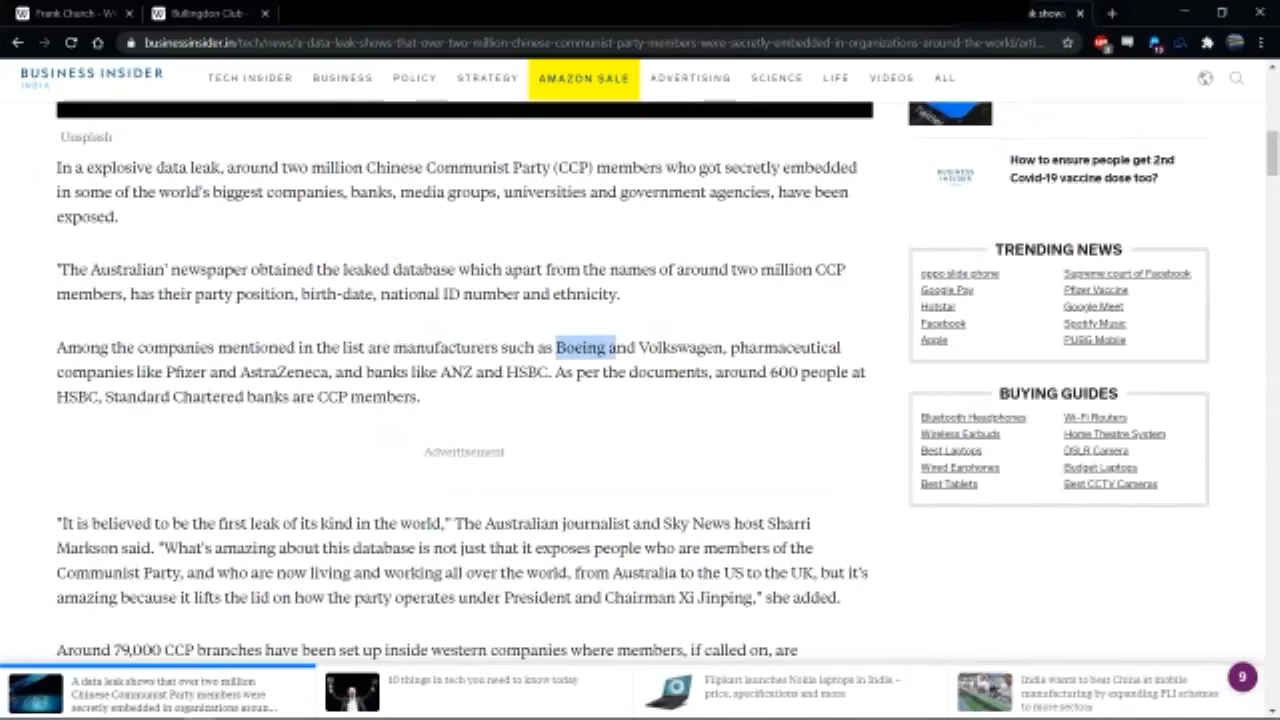 Frank Church - Wi
Bullingdon Club -
k shows
businessinsider.in/tech/news/a-data-leak-shows-that-over-two-million-chinese-communist-party-members-were-secretly-embedded-in-organizations-around-the-world/arti...
BUSINESS INSIDER
INDIA
TECH INSIDER BUSINESS POLICY STRATEGY AMAZON SALE ADVERTISING SCIENCE LIFE VIDEOS ALL
Unsplash
In a explosive data leak, around two million Chinese Communist Party (CCP) members who got secretly embedded
in some of the world's biggest companies, banks, media groups, universities and government agencies, have been
exposed.
'The Australian' newspaper obtained the leaked database which apart from the names of around two million CCP
members, has their party position, birth-date, national ID number and ethnicity.
Among the companies mentioned in the list are manufacturers such as Boeing and Volkswagen, pharmaceutical
companies like Pfizer and AstraZeneca, and banks like ANZ and HSBC. As per the documents, around 600 people at
HSBC, Standard Chartered banks are CCP members.
Advertisement
"It is believed to be the first leak of its kind in the world," The Australian journalist and Sky News host Sharri
Markson said. "What's amazing about this database is not just that it exposes people who are members of the
Communist Party, and who are now living and working all over the world, from Australia to the US to the UK, but it's
amazing because it lifts the lid on how the party operates under President and Chairman Xi Jinping," she added.
Around 79,000 CCP branches have been set up inside western companies where members, if called on, are
Twitter
BUSINESS
INSIDER
How to ensure people get 2nd
Covid-19 vaccine dose too?
TRENDING NEWS
oppo slide phone
Google Pay
Hotstar
Facebook
Apple
Supreme court of Facebook
Pfizer Vaccine
Google Meet
Spotify Music
PUBG Mobile
BUYING GUIDES
Bluetooth Headphones
Wireless Earbuds
Best Laptops
Wired Earphones
Best Tablets
Wi-Fi Routers
Home Theatre System
DSLR Camera
Budget Laptops
Best CCTV Cameras
A data leak shows that over two million
Chinese Communist Party members were
secretly embedded in organizations aroun...
10 things in tech you need to know today
Flipkart launches Nokia laptops in India –
price, specifications and more
India wants to beat China at mobile
manufacturing by expanding PLI schemes
to more sectors
9